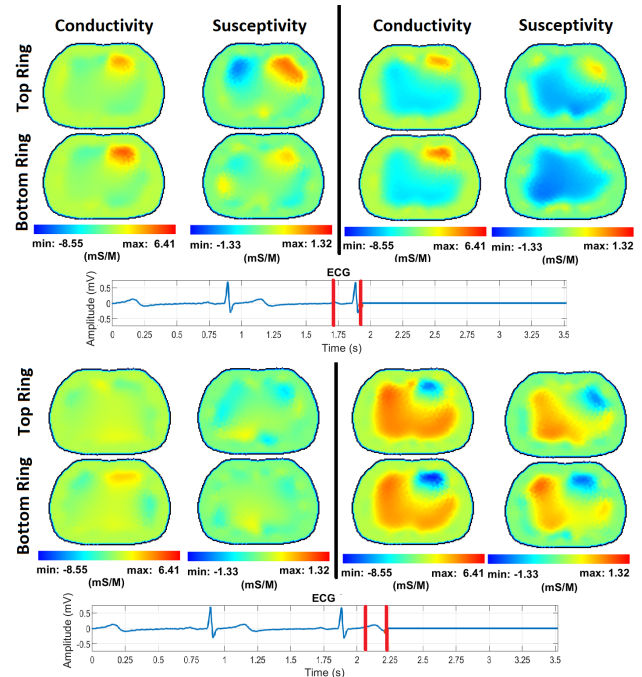 Conductivity Susceptivity Conductivity Susceptivity
Top Ring
Bottom Ring
min: -8.55 max: 6.41 min: -1.33 max: 1.32 min: -8.55 max: 6.41 min: -1.33 max: 1.32
(mS/M) (mS/M) (mS/M) (mS/M)
ECG
Amplitude (mV)
0.5
0
-0.5
0 0.25 0.5 0.75 1 1.25 1.5 1.75 2 2.25 2.5 2.75 3 3.25 3.5
Time (s)
Top Ring
Bottom Ring
min: -8.55 max: 6.41 min: -1.33 max: 1.32 min: -8.55 max: 6.41 min: -1.33 max: 1.32
(mS/M) (mS/M) (mS/M) (mS/M)
ECG
Amplitude (mV)
0.5
0
-0.5
0 0.25 0.5 0.75 1 1.25 1.5 1.75 2 2.25 2.5 2.75 3 3.25 3.5
Time (s)